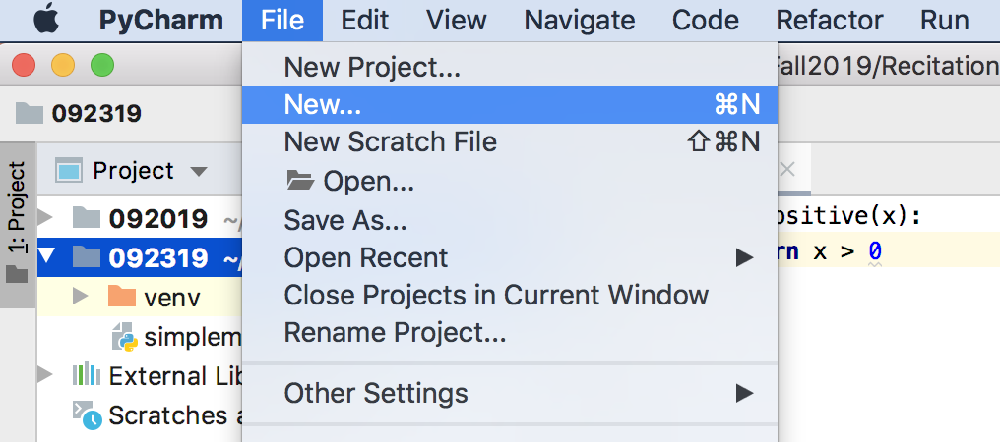 PyCharm File Edit View Navigate Code Refactor Run
Fall2019/Recitation
092319
1: Project
Project
New Project...
New... ⌘N
New Scratch File ⇧⌘N
Open...
Save As...
Open Recent
Close Projects in Current Window
Rename Project...
Other Settings
092019 ~/
092319 ~/
venv
simplem
External Lib
Scratches a
ositive(x):
rn x > 0